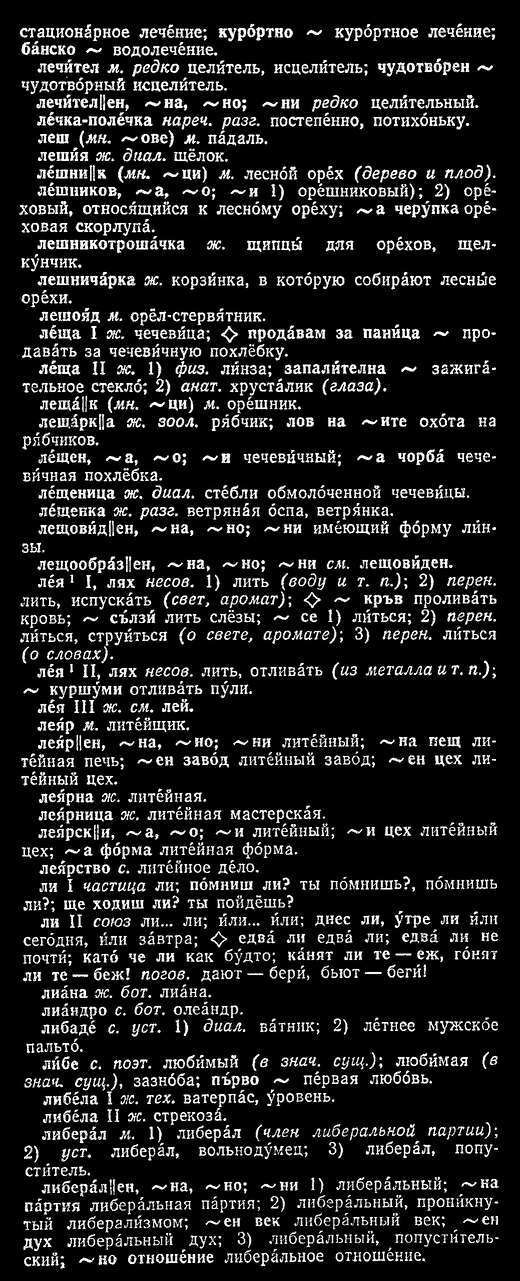 стациона́рное лече́ние; куро́ртно ~ куро́ртное лече́ние;
ба́нско ~ водолече́ние.
лечи́тел м. редко цели́тель, исцели́тель; чудотво́рен ~
чудотво́рный исцели́тель.
лечи́тел||ен, ~на, ~но; ~ни редко цели́тельный.
ле́чка-поле́чка нареч. разг. постепе́нно, потихо́ньку.
леш (мн. ~ове) м. па́даль.
леши́я ж. диал. щёлок.
ле́шни||к (мн. ~ци) м. лесно́й оре́х (дерево и плод).
ле́шников, ~а, ~о; ~и 1) оре́шниковый); 2) оре́-
ховый, относя́щийся к лесно́му оре́ху; ~а черу́пка оре́-
ховая скорлупа́.
лешникотроша́чка ж. щипцы́ для оре́хов, щел-
ку́нчик.
лешнича́рка ж. корзи́нка, в кото́рую собира́ют лесны́е
оре́хи.
лешоя́д м. орёл-стервя́тник.
ле́ща I ж. чечеви́ца; ◇ прода́вам за пани́ца ~ про-
дава́ть за чечеви́чную похлёбку.
ле́ща II ж. 1) физ. ли́нза; запали́телна ~ зажига́-
тельное стекло́; 2) анат. хруста́лик (глаза).
леща́||к (мн. ~ци) м. оре́шник.
леща́рк||а ж. зоол. ря́бчик; лов на ~ите охо́та на
ря́бчиков.
ле́щен, ~а, ~о; ~и чечеви́чный; ~а чорба́ чече-
ви́чная похлёбка.
ле́щеница ж. диал. сте́бли обмоло́ченной чечеви́цы.
ле́щенка ж. разг. ветряна́я о́спа, ветря́нка.
лещови́д||ен, ~на, ~но; ~ни име́ющий фо́рму ли́н-
зы.
лещообра́з||ен, ~на, ~но; ~ни см. лещови́ден.
ле́я¹ I, лях несов. 1) лить (воду и т. п.); 2) перен.
лить, испуска́ть (свет, аромат); ◇ ~ кръв пролива́ть
кровь; ~ сълзи́ лить слёзы; ~ се 1) ли́ться; 2) перен.
ли́ться, струи́ться (о свете, аромате); 3) перен. ли́ться
(о словах).
ле́я¹ II, лях несов. лить, отлива́ть (из металла и т. п.);
~ куршу́ми отлива́ть пу́ли.
ле́я III ж. см. лей.
лея́р м. лите́йщик.
лея́р||ен, ~на, ~но; ~ни лите́йный; ~на пещ ли-
те́йная печь; ~ен заво́д лите́йный заво́д; ~ен цех ли-
те́йный цех.
лея́рна ж. лите́йная.
лея́рница ж. лите́йная мастерска́я.
лея́рск||и, ~а, ~о; ~и лите́йный; ~и цех лите́йный
цех; ~а фо́рма лите́йная фо́рма.
лея́рство с. лите́йное де́ло.
ли I частица ли; по́мниш ли? ты по́мнишь?, по́мнишь
ли?; ще ходиш ли? ты пойдёшь?
ли II союз ли... ли; и́ли... и́ли; днес ли, у́тре ли и́ли
сего́дня, и́ли за́втра; ◇ едва́ ли едва́ ли; едва́ ли не
почти́; като́ че ли как бу́дто; ка́нят ли те — еж, го́нят
ли те — беж! погов. дают — бери́, бьют — беги́!
лиа́на ж. бот. лиа́на.
лиа́ндро с. бот. олеа́ндр.
либаде́ с. уст. 1) диал. ва́тник; 2) ле́тнее мужско́е
пальто́.
ли́бе с. поэт. люби́мый (в знач. сущ.); люби́мая (в
знач. сущ.), зазно́ба; пъ́рво ~ пе́рвая любо́вь.
либе́ла I ж. тех. ватерпа́с, у́ровень.
либе́ла II ж. стрекоза́.
либера́л м. 1) либера́л (член либеральной партии);
2) уст. либера́л, вольноду́мец; 3) либера́л, попу-
сти́тель.
либера́л||ен, ~на, ~но; ~ни 1) либера́льный; ~на
па́ртия либера́льная па́ртия; 2) либера́льный, прони́кну-
тый либерали́змом; ~ен век либера́льный век; ~ен
дух либера́льный дух; 3) либера́льный, попусти́тель-
ский; ~но отноше́ние либера́льное отноше́ние.